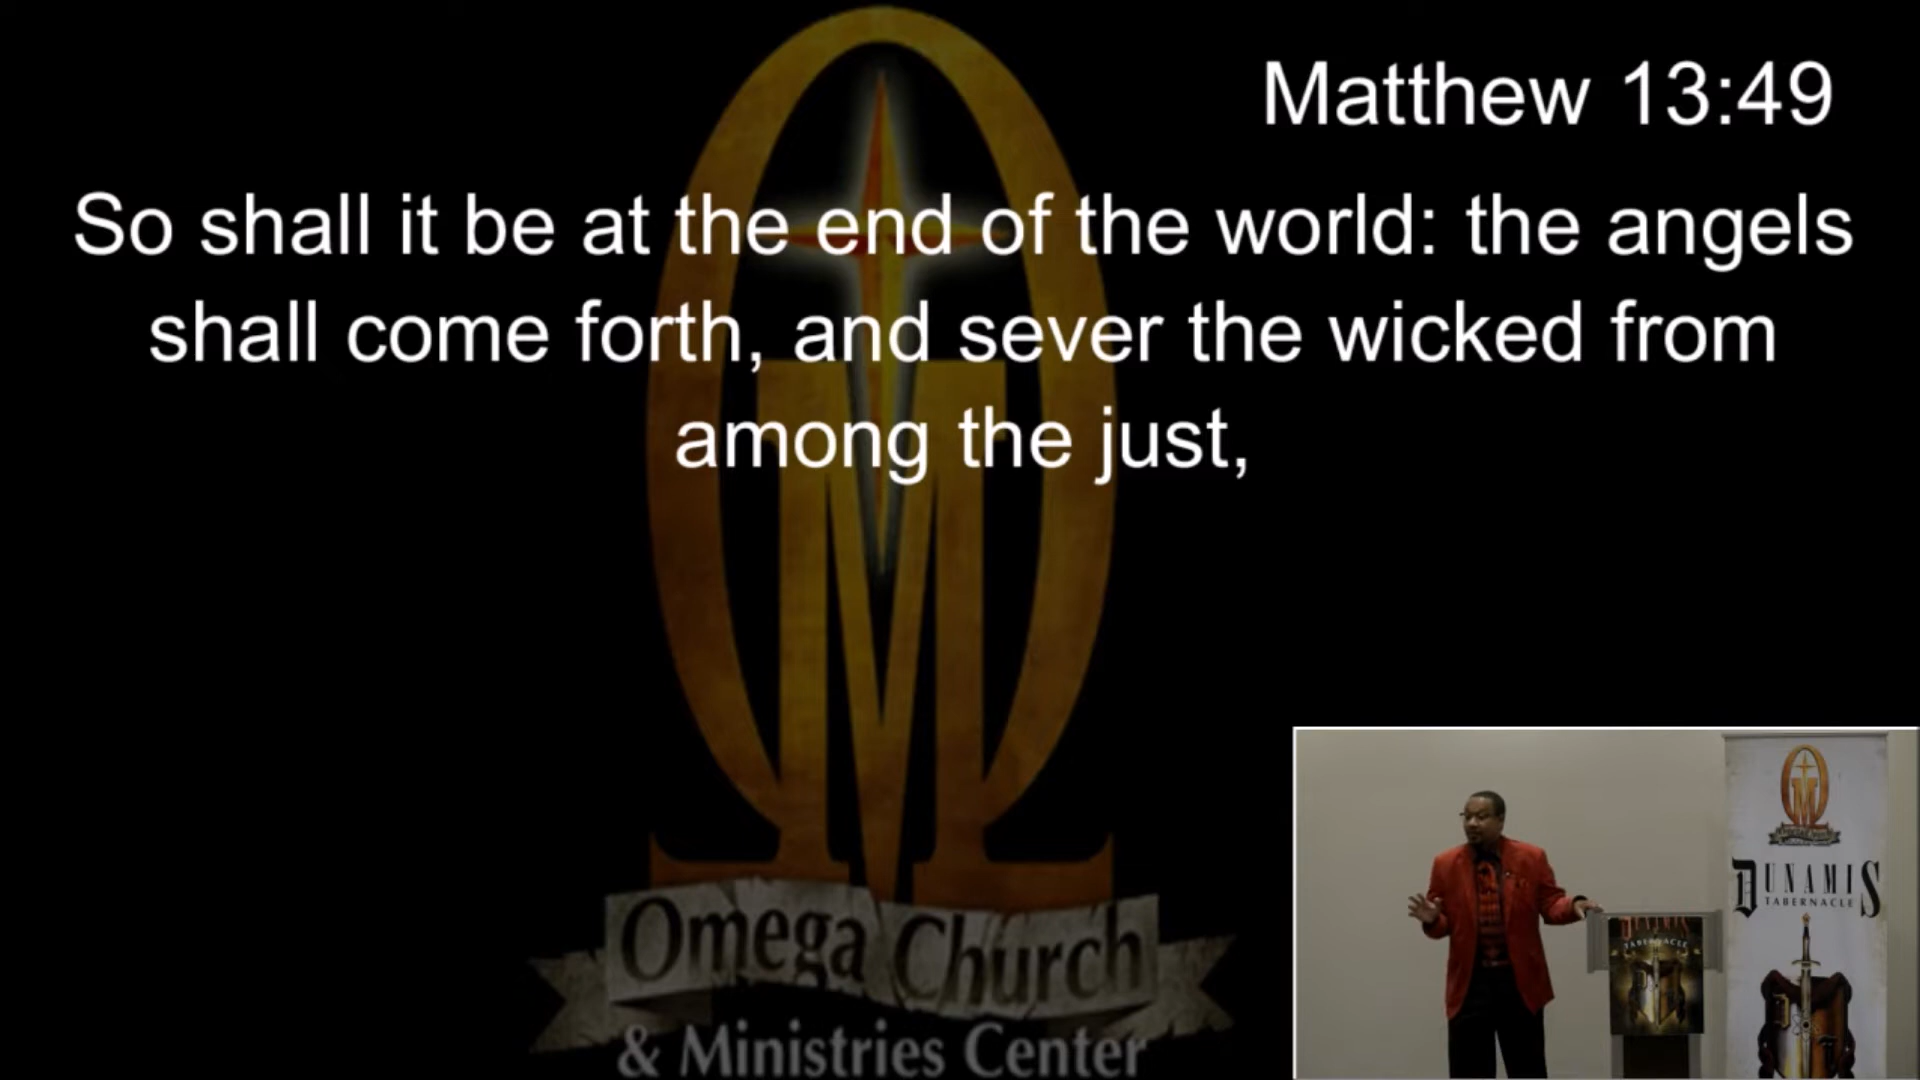 Matthew 13:49
So shall it be at the end of the world: the angels
shall come forth, and sever the wicked from
among the just,
Omega Church
& Ministries Center
DUNAMIS
TABERNACLE
TABERNACLE